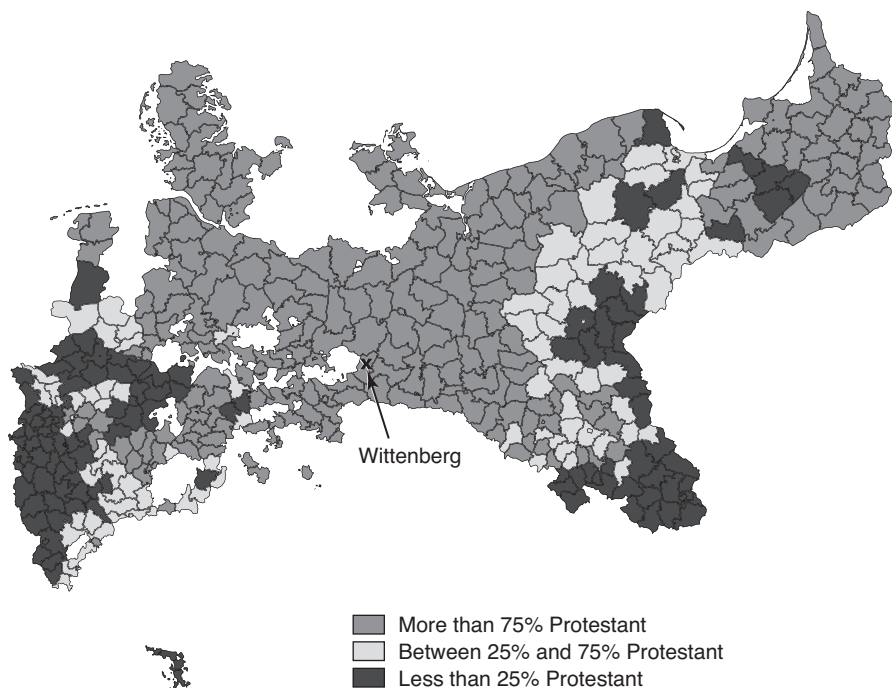 Wittenberg
More than 75% Protestant
Between 25% and 75% Protestant
Less than 25% Protestant